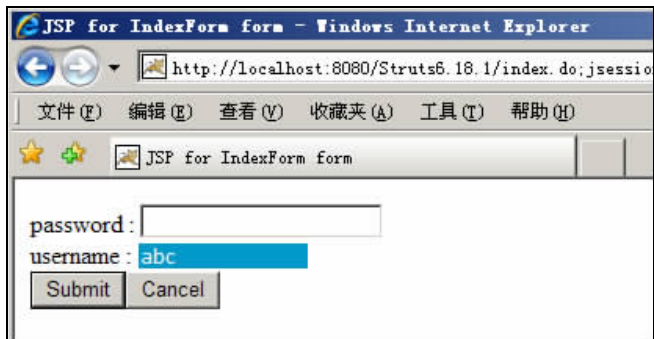 JSP for IndexForm form - Windows Internet Explorer
http://localhost:8080/Struts6.18.1/index.do;jsessio
文件(F) 编辑(E) 查看(V) 收藏夹(A) 工具(T) 帮助(H)
JSP for IndexForm form
password :
username : abc
Submit Cancel